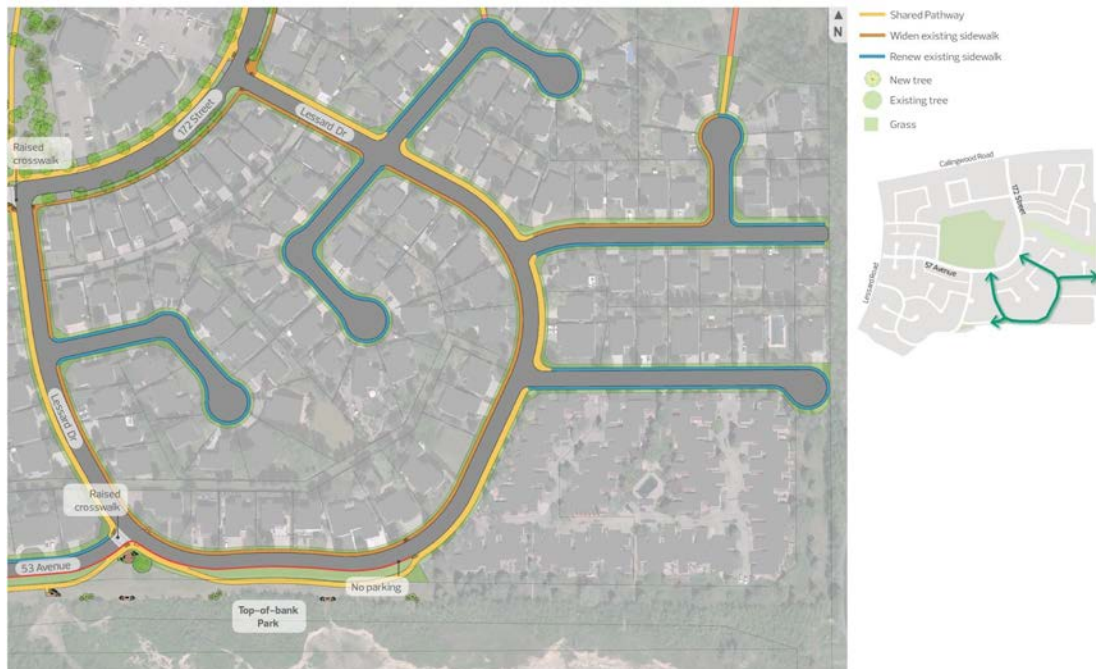 N
Lessard Dr
172 Street
Raised
crosswalk
Lessard Dr
Raised
crosswalk
53 Avenue
No parking
Top-of-bank
Park
Shared Pathway
Widen existing sidewalk
Renew existing sidewalk
New tree
Existing tree
Grass
Callingwood Road
172 Street
57 Avenue
Lessard Road